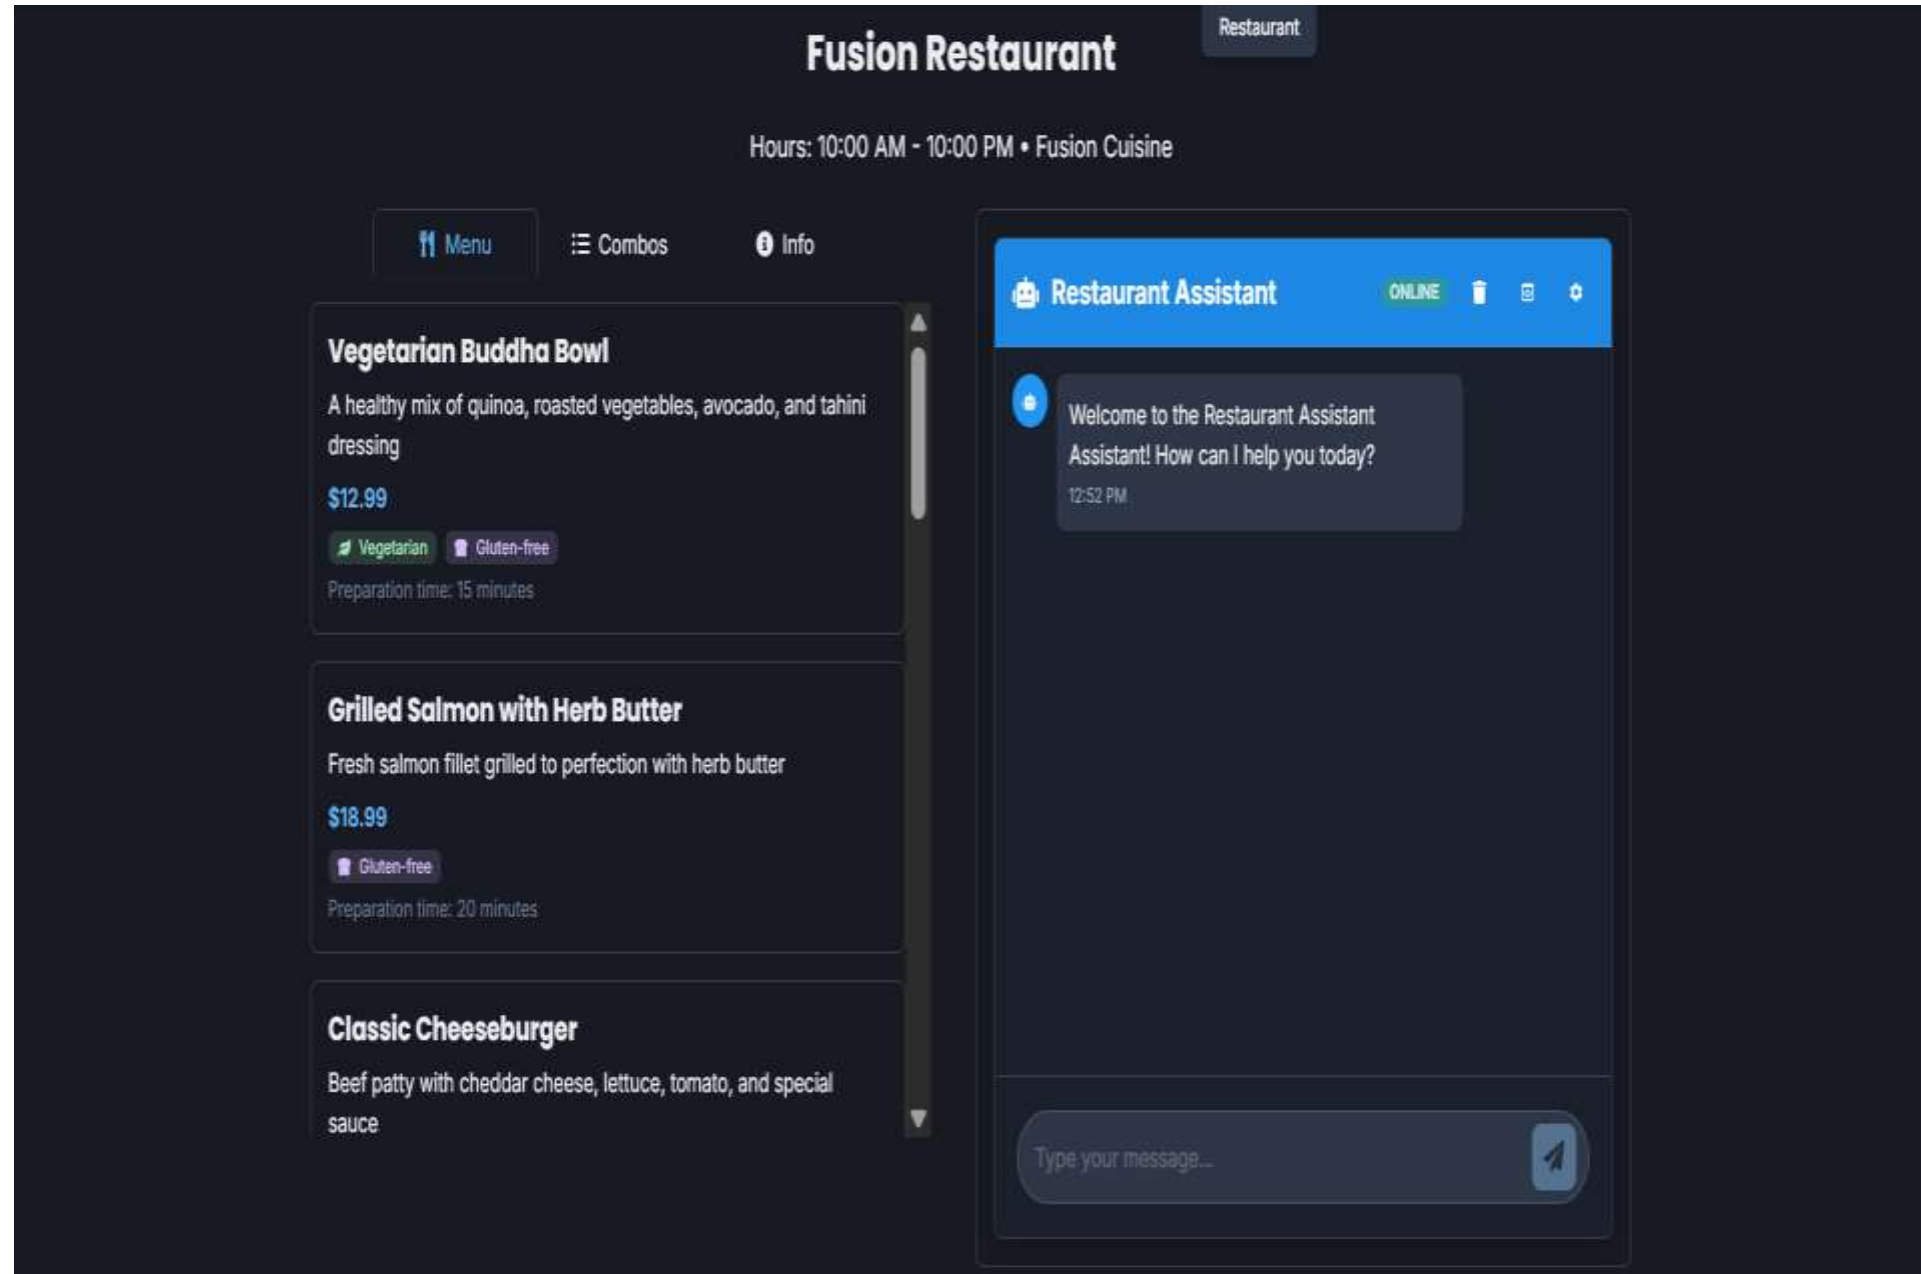 Restaurant
Fusion Restaurant
Hours: 10:00 AM - 10:00 PM • Fusion Cuisine
Menu
Combos
Info
Vegetarian Buddha Bowl
A healthy mix of quinoa, roasted vegetables, avocado, and tahini
dressing
$12.99
Vegetarian
Gluten-free
Preparation time: 15 minutes
Grilled Salmon with Herb Butter
Fresh salmon fillet grilled to perfection with herb butter
$18.99
Gluten-free
Preparation time: 20 minutes
Classic Cheeseburger
Beef patty with cheddar cheese, lettuce, tomato, and special
sauce
Restaurant Assistant
ONLINE
Welcome to the Restaurant Assistant
Assistant! How can I help you today?
12:52 PM
Type your message...